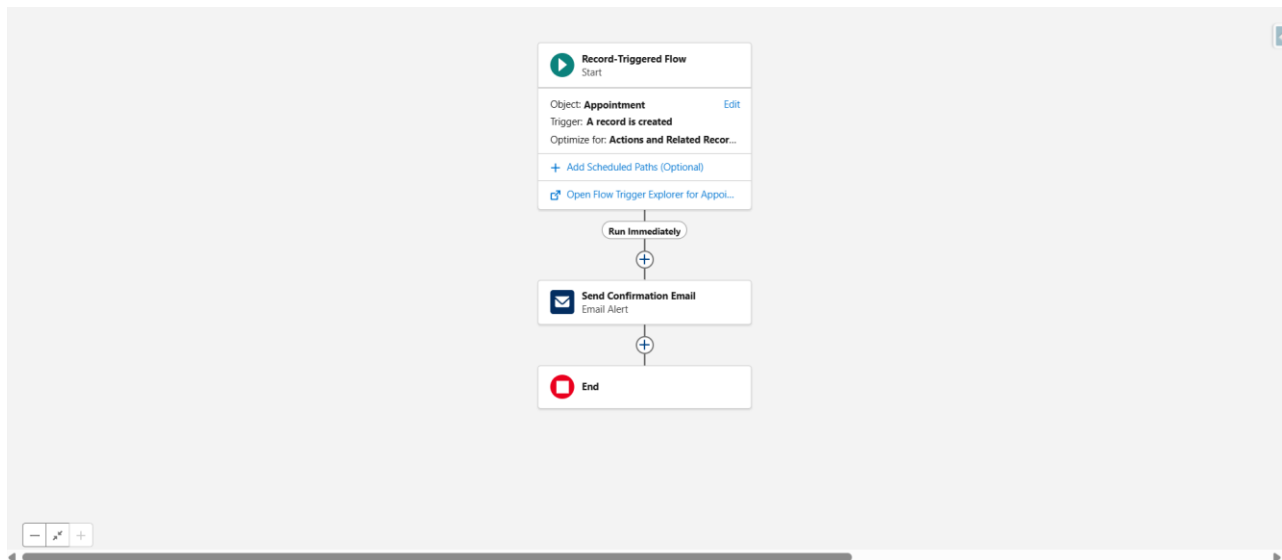 Record-Triggered Flow
Start
Object: Appointment Edit
Trigger: A record is created
Optimize for: Actions and Related Recor...
+ Add Scheduled Paths (Optional)
Open Flow Trigger Explorer for Appoi...
Run Immediately
Send Confirmation Email
Email Alert
End